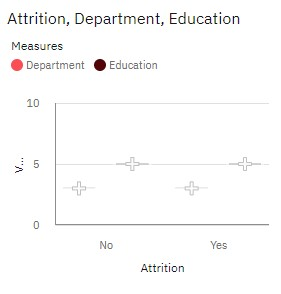 Attrition, Department, Education
Measures
Department Education
10
V...
5
0
No Yes
Attrition